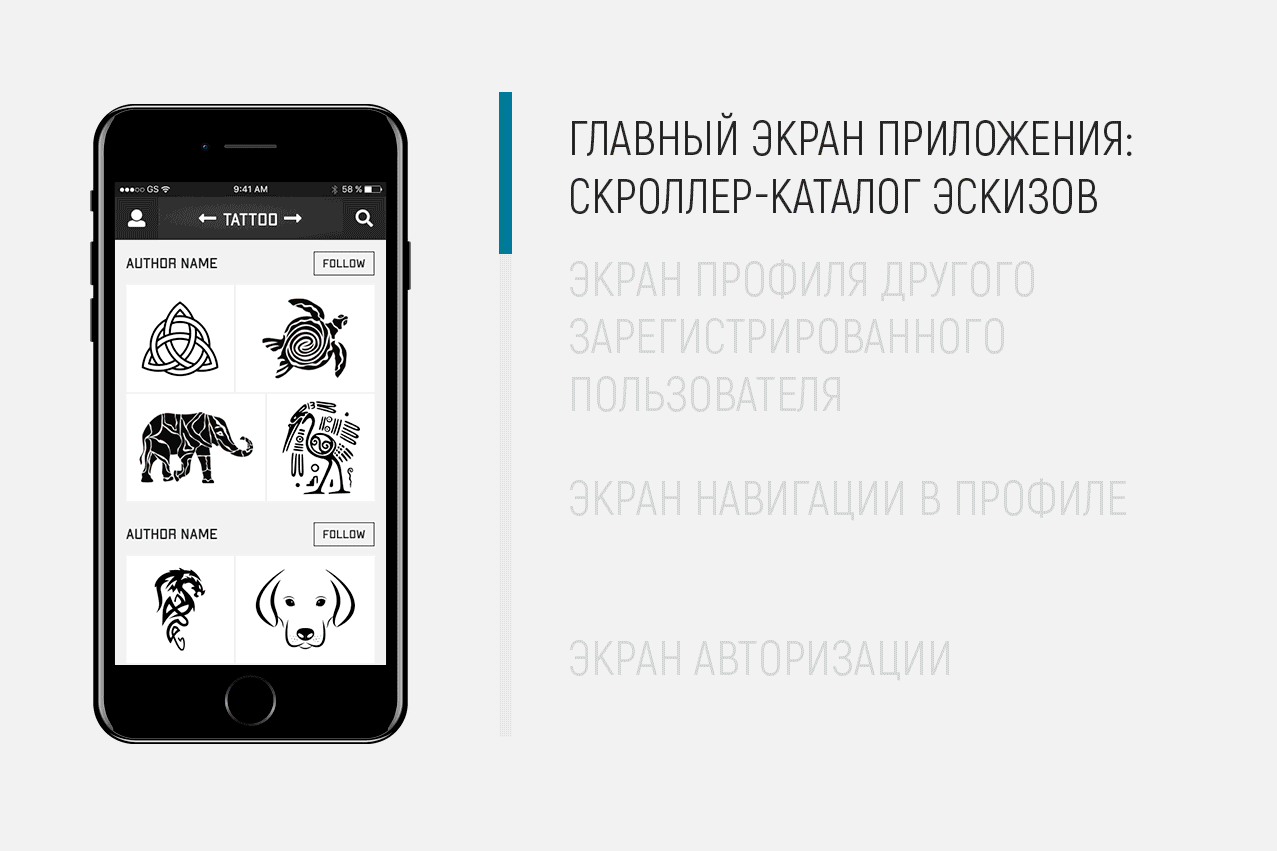 GS
9:41 AM
58 %
TATTOO
AUTHOR NAME
FOLLOW
AUTHOR NAME
FOLLOW
ГЛАВНЫЙ ЭКРАН ПРИЛОЖЕНИЯ:
СКРОЛЛЕР-КАТАЛОГ ЭСКИЗОВ
ЭКРАН ПРОФИЛЯ ДРУГОГО
ЗАРЕГИСТРИРОВАННОГО
ПОЛЬЗОВАТЕЛЯ
ЭКРАН НАВИГАЦИИ В ПРОФИЛЕ
ЭКРАН АВТОРИЗАЦИИ